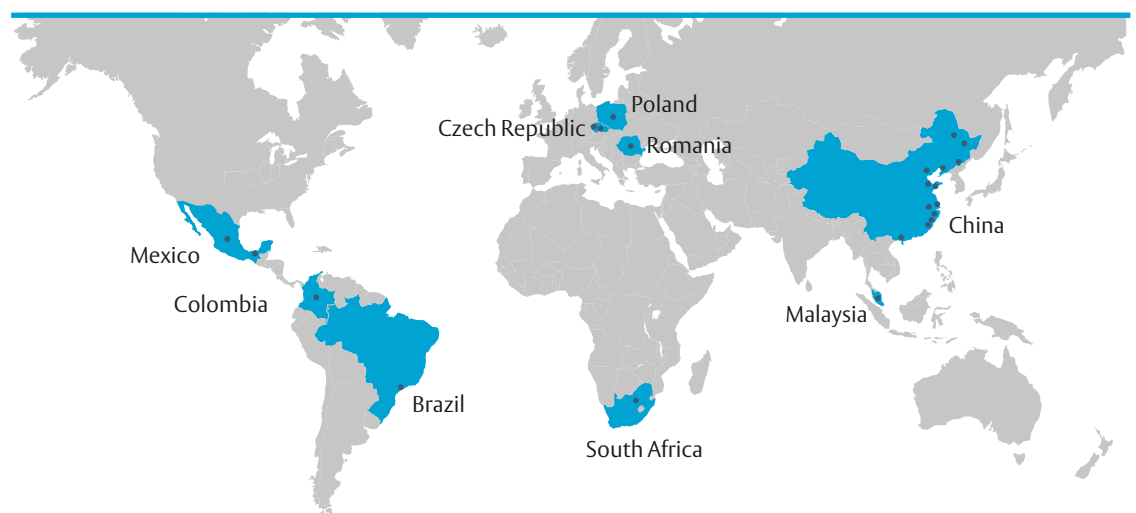 Poland
Czech Republic
Romania
China
Mexico
Colombia
Malaysia
Brazil
South Africa